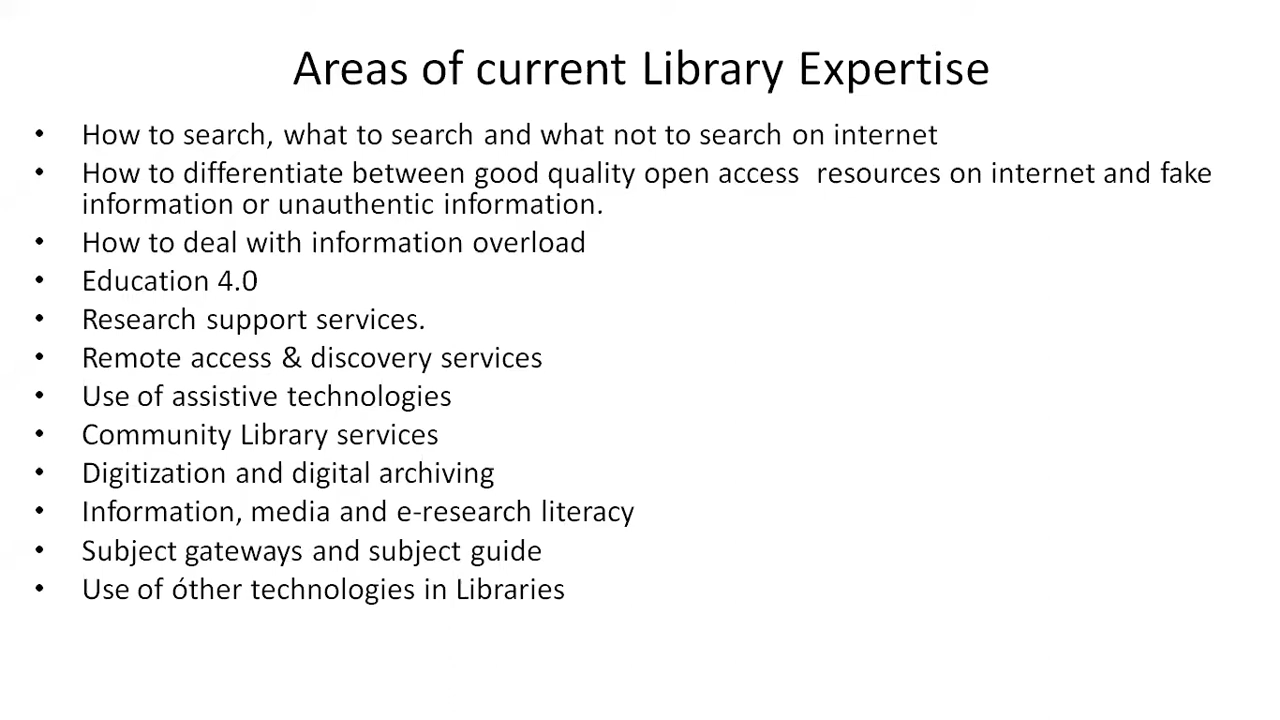 Areas of current Library Expertise
• How to search, what to search and what not to search on internet
• How to differentiate between good quality open access  resources on internet and fake
information or unauthentic information.
• How to deal with information overload
• Education 4.0
• Research support services.
• Remote access & discovery services
• Use of assistive technologies
• Community Library services
• Digitization and digital archiving
• Information, media and e-research literacy
• Subject gateways and subject guide
• Use of óther technologies in Libraries